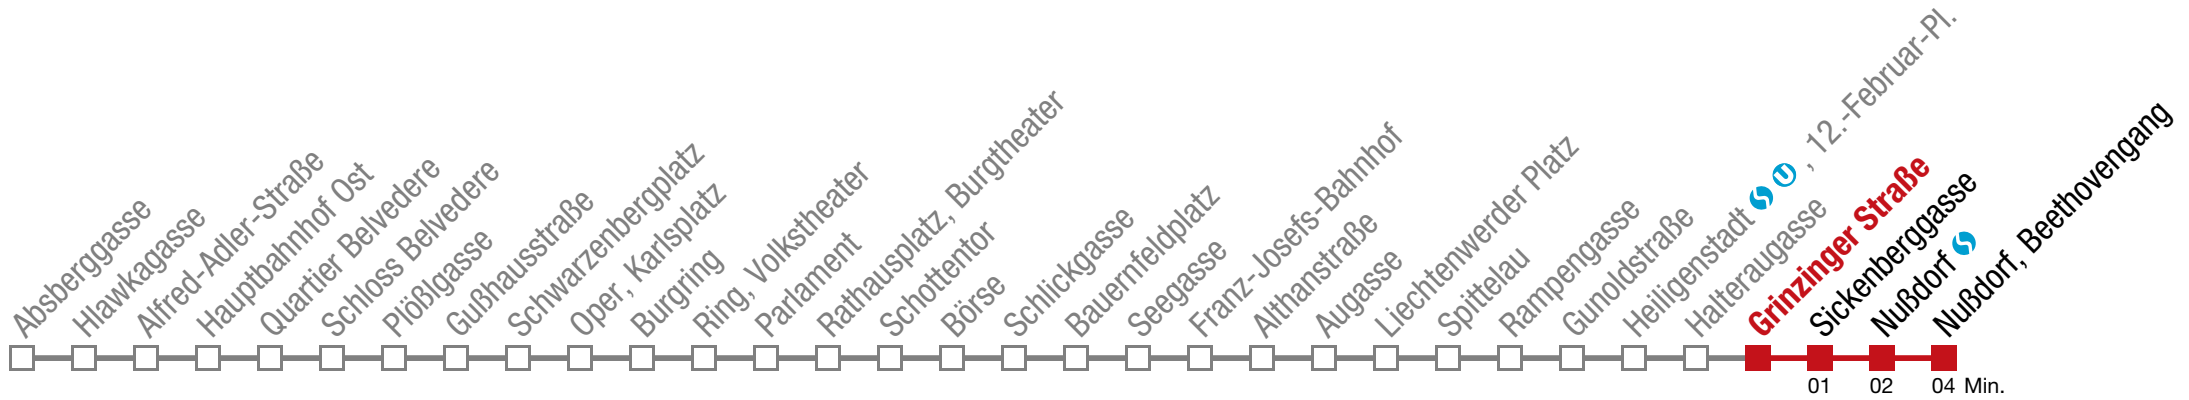 Absberggasse
Hlawkagasse
Alfred-Adler-Straße
Hauptbahnhof Ost
Quartier Belvedere
Schloss Belvedere
Plößlgasse
Gußhausstraße
Schwarzenbergplatz
Oper, Karlsplatz
Burgring
Ring, Volkstheater
Parlament
Rathausplatz, Burgtheater
Schottentor
Börse
Schlickgasse
Bauernfeldplatz
Seegasse
Franz-Josefs-Bahnhof
Althanstraße
Augasse
Liechtenwerder Platz
Spittelau
Rampengasse
Gunoldstraße
Heiligenstadt S U , 12.-Februar-Pl.
Halteraugasse
Grinzinger Straße
Sickenberggasse
Nußdorf S
Nußdorf, Beethovengang
01 02 04 Min.